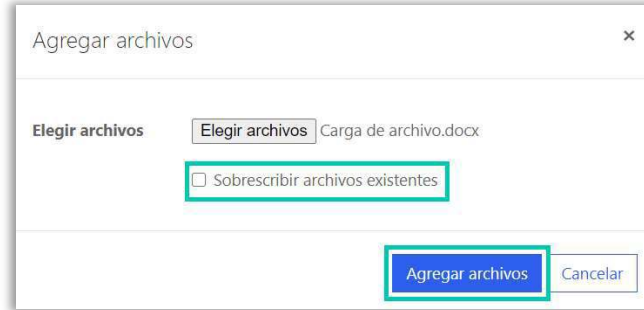 Agregar archivos ×
Elegir archivos Elegir archivos Carga de archivo.docx
Sobrescribir archivos existentes
Agregar archivos Cancelar